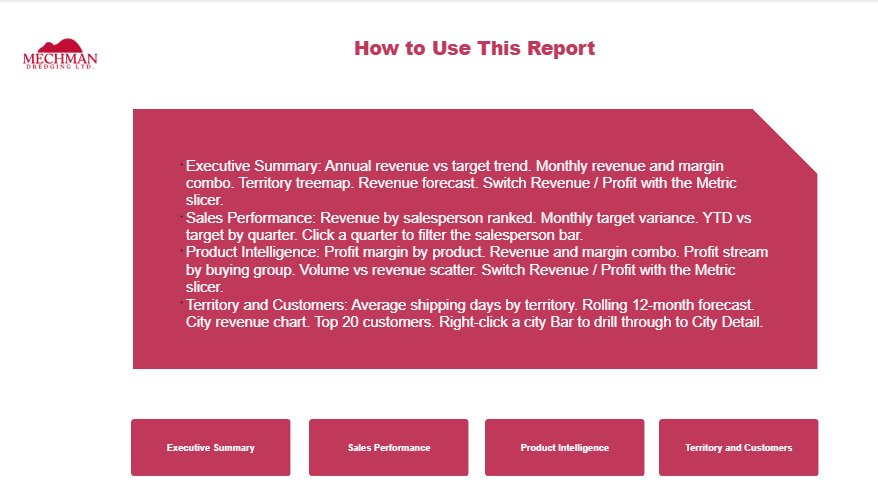 MECHMAN
DREDGING LTD.
How to Use This Report
Executive Summary: Annual revenue vs target trend. Monthly revenue and margin
combo. Territory treemap. Revenue forecast. Switch Revenue / Profit with the Metric
slicer.
Sales Performance: Revenue by salesperson ranked. Monthly target variance. YTD vs
target by quarter. Click a quarter to filter the salesperson bar.
Product Intelligence: Profit margin by product. Revenue and margin combo. Profit stream
by buying group. Volume vs revenue scatter. Switch Revenue / Profit with the Metric
slicer.
Territory and Customers: Average shipping days by territory. Rolling 12-month forecast.
City revenue chart. Top 20 customers. Right-click a city Bar to drill through to City Detail.
Executive Summary
Sales Performance
Product Intelligence
Territory and Customers